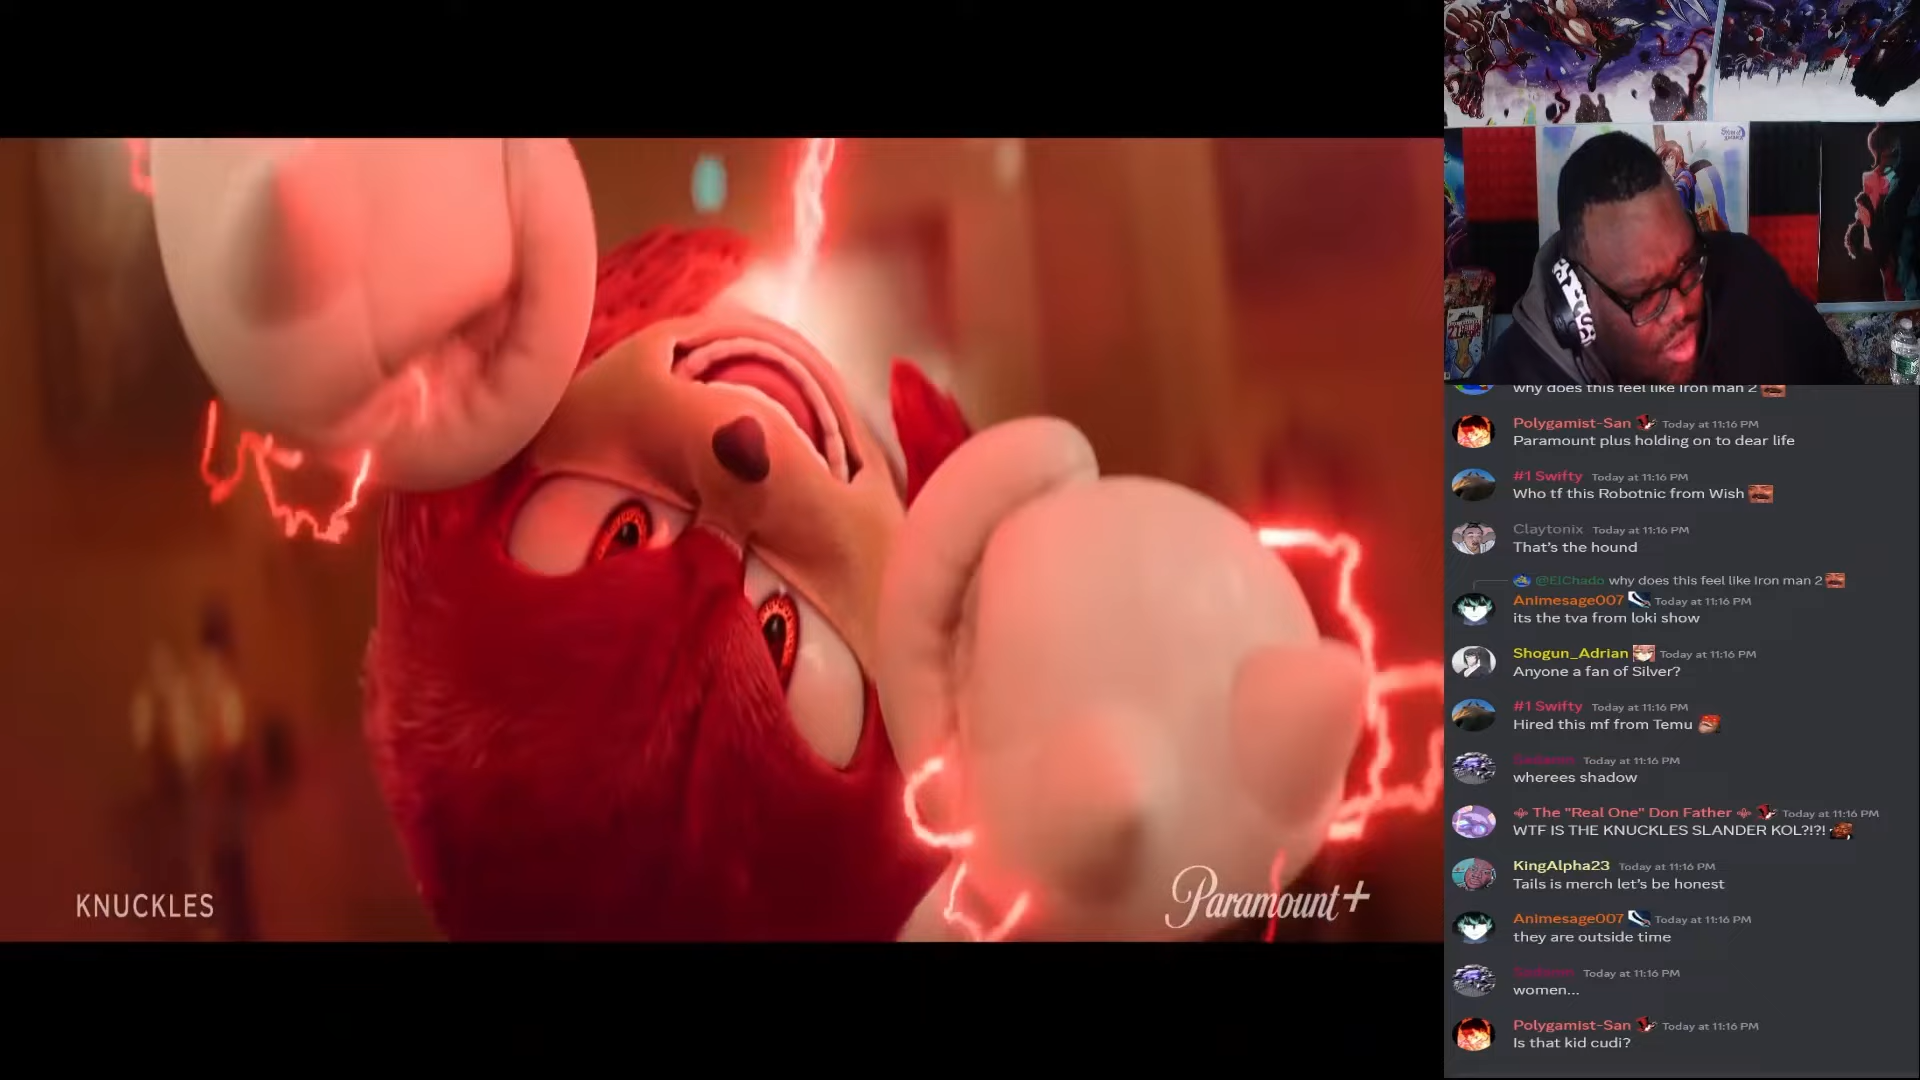 KNUCKLES
Paramount+
why does this feel like Iron man 2
Polygamist-San Today at 11:16 PM
Paramount plus holding on to dear life
#1 Swifty Today at 11:16 PM
Who tf this Robotnic from Wish
Claytonix Today at 11:16 PM
That's the hound
@ElChado why does this feel like Iron man 2
Animesage007 Today at 11:16 PM
its the tva from loki show
Shogun_Adrian Today at 11:16 PM
Anyone a fan of Silver?
#1 Swifty Today at 11:16 PM
Hired this mf from Temu
Today at 11:16 PM
wherees shadow
The "Real One" Don Father Today at 11:16 PM
WTF IS THE KNUCKLES SLANDER KOL?!?!
KingAlpha23 Today at 11:16 PM
Tails is merch let's be honest
Animesage007 Today at 11:16 PM
they are outside time
Today at 11:16 PM
women...
Polygamist-San Today at 11:16 PM
Is that kid cudi?